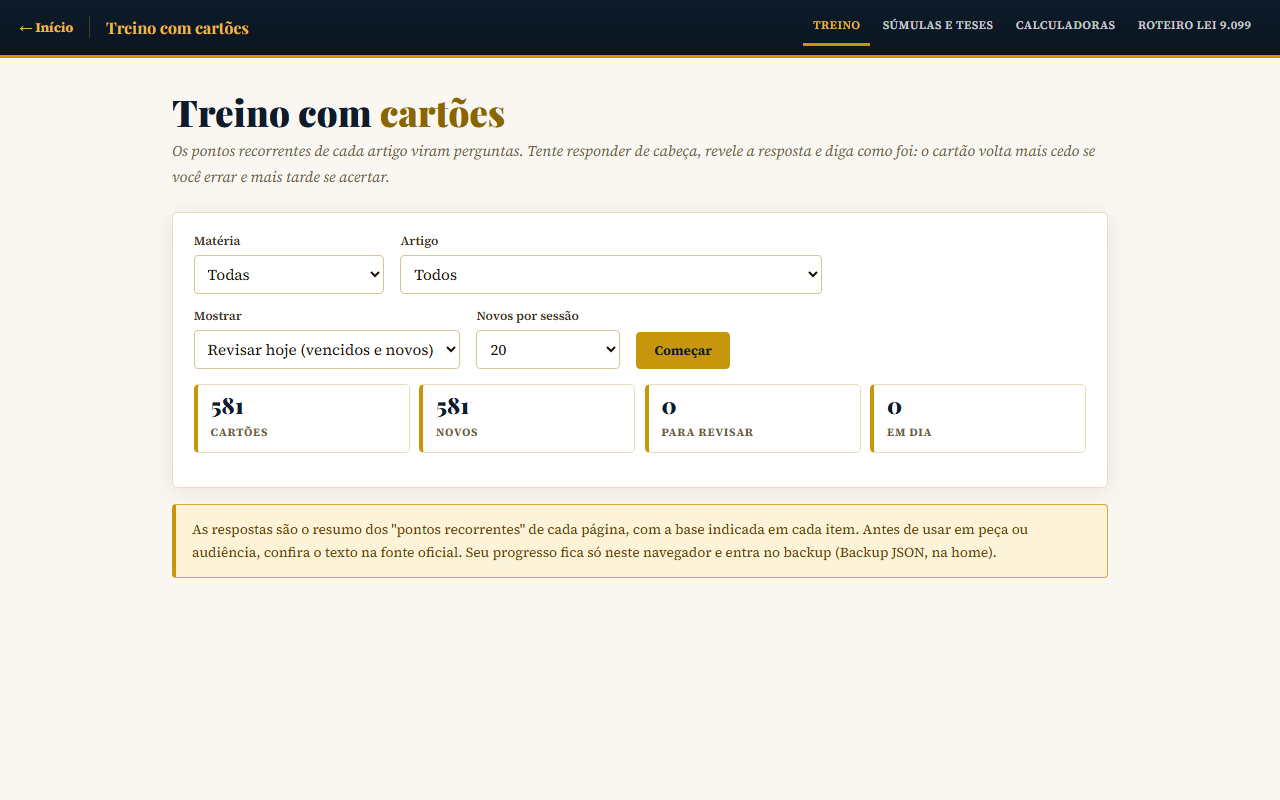 ← Início
Treino com cartões
TREINO
SÚMULAS E TESES
CALCULADORAS
ROTEIRO LEI 9.099
Treino com cartões
Os pontos recorrentes de cada artigo viram perguntas. Tente responder de cabeça, revele a resposta e diga como foi: o cartão volta mais cedo se
você errar e mais tarde se acertar.
Matéria
Artigo
Todas
Todos
Mostrar
Novos por sessão
Revisar hoje (vencidos e novos)
20
Começar
581
CARTÕES
581
NOVOS
0
PARA REVISAR
0
EM DIA
As respostas são o resumo dos "pontos recorrentes" de cada página, com a base indicada em cada item. Antes de usar em peça ou
audiência, confira o texto na fonte oficial. Seu progresso fica só neste navegador e entra no backup (Backup JSON, na home).